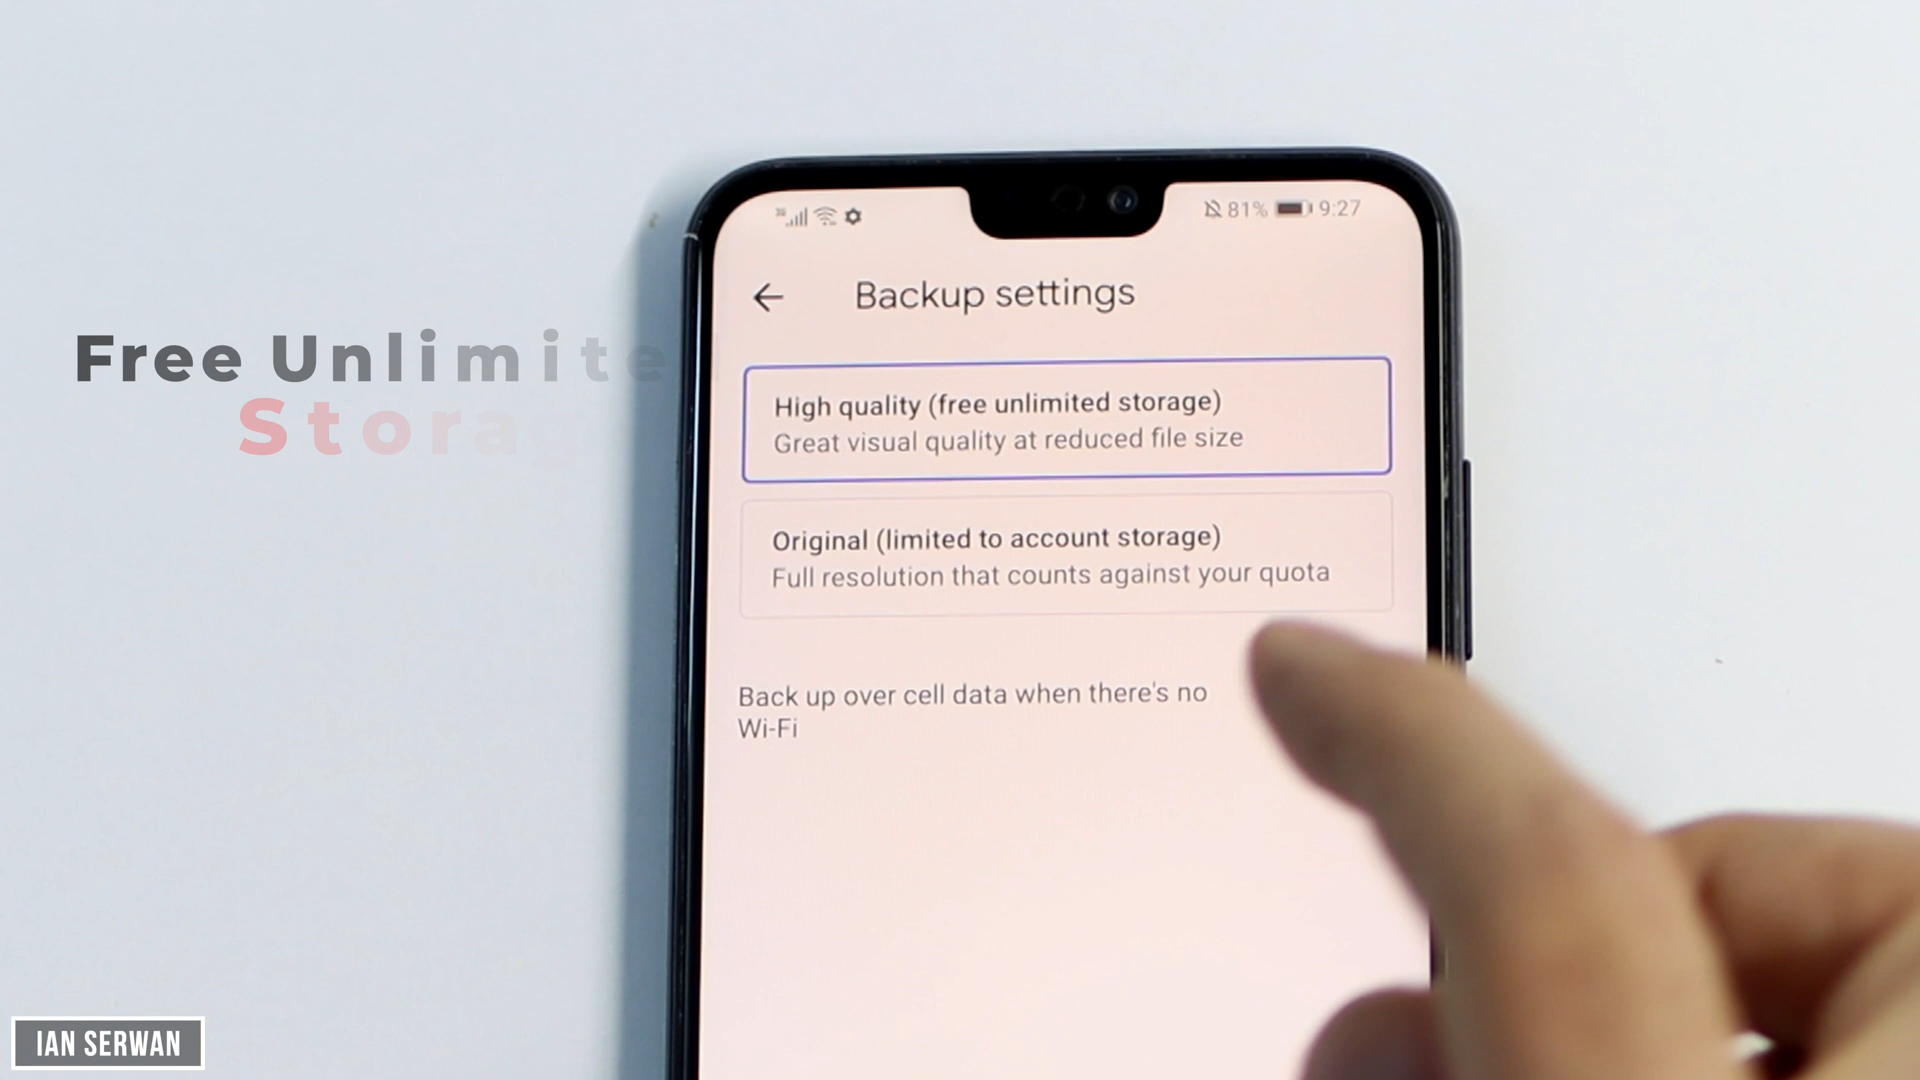 81% 9:27
Backup settings
Free Unlimite
Storag
High quality (free unlimited storage)
Great visual quality at reduced file size
Original (limited to account storage)
Full resolution that counts against your quota
Back up over cell data when there's no
Wi-Fi
IAN SERWAN